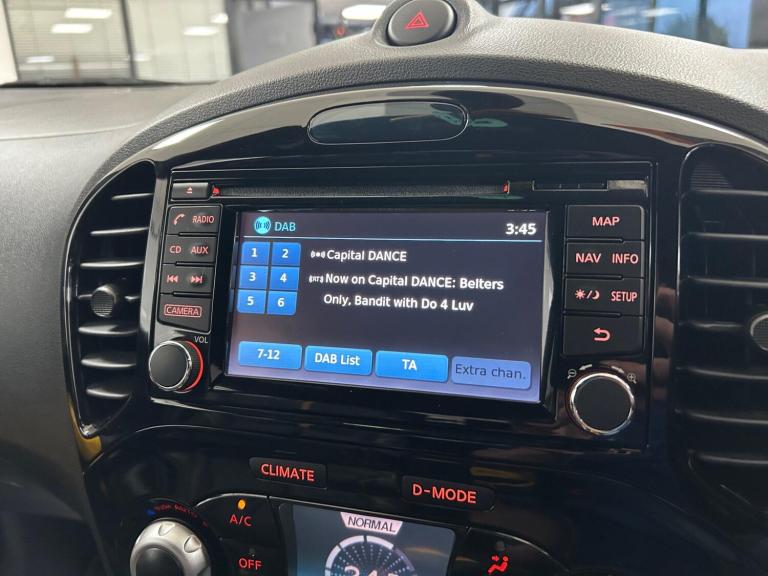 DAB 3:45
1 2
3 4
5 6
Capital DANCE
Now on Capital DANCE: Belters
Only, Bandit with Do 4 Luv
7-12 DAB List TA Extra chan.
RADIO
CD AUX
CAMERA
VOL
MAP
NAV INFO
SETUP
CLIMATE D-MODE
A/C
OFF
NORMAL